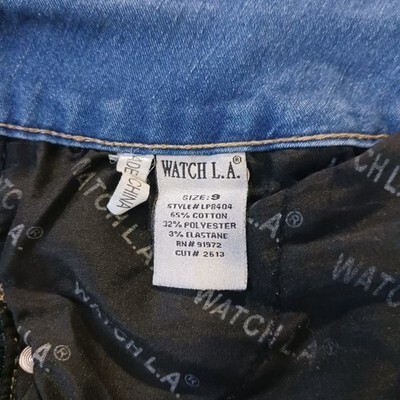 WATCH L.A.®
SIZE: 9
STYLE# LP8404
65% COTTON
32% POLYESTER
3% ELASTANE
RN# 91972
CUT# 2613
CHINA
WATCH L.A.®
WATCH L.A.®
WATCH L.A.®